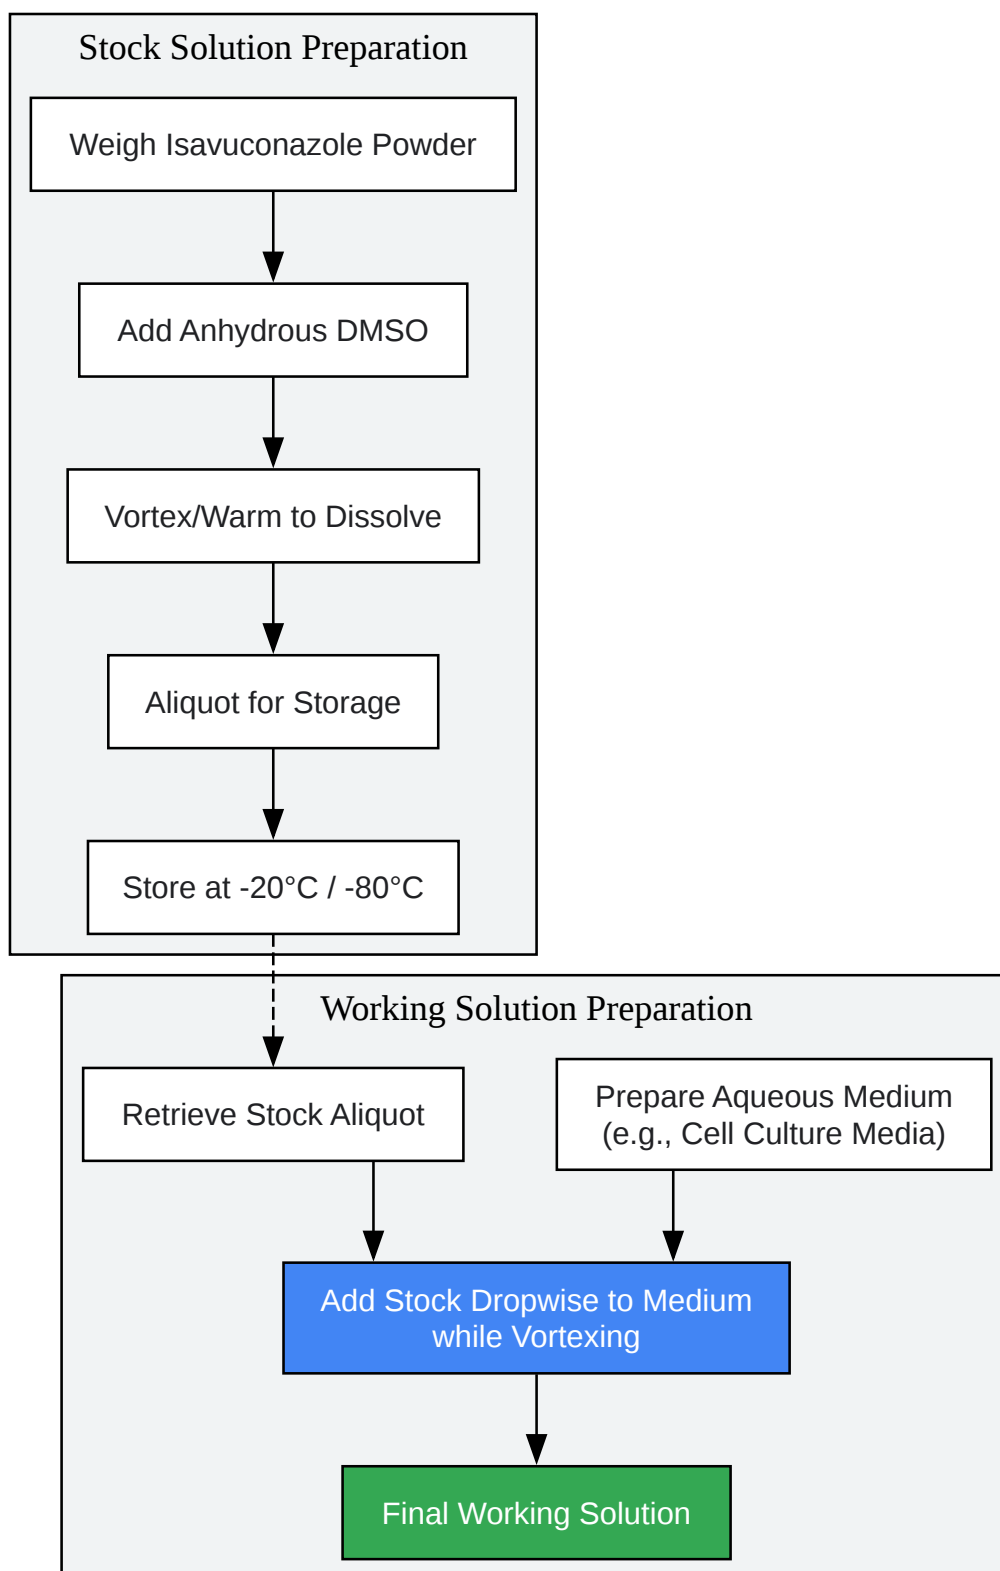 Stock Solution Preparation
Weigh Isavuconazole Powder
Add Anhydrous DMSO
Vortex/Warm to Dissolve
Aliquot for Storage
Store at -20°C / -80°C
Working Solution Preparation
Retrieve Stock Aliquot
Prepare Aqueous Medium
(e.g., Cell Culture Media)
Add Stock Dropwise to Medium
while Vortexing
Final Working Solution